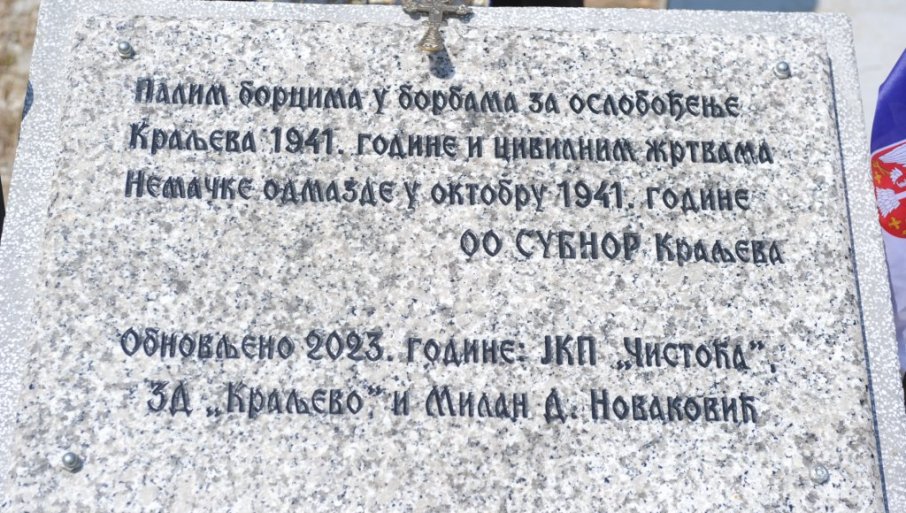 Палим борцима у борбама за ослобођење
Краљева 1941. године и цивилним жртвама
Немачке одмазде у октобру 1941. године
ОО СУБНОР Краљева
Обновљено 2023. године: ЈКП „Чистоћа”,
ЗД „Краљево” и Милан Д. Новаковић